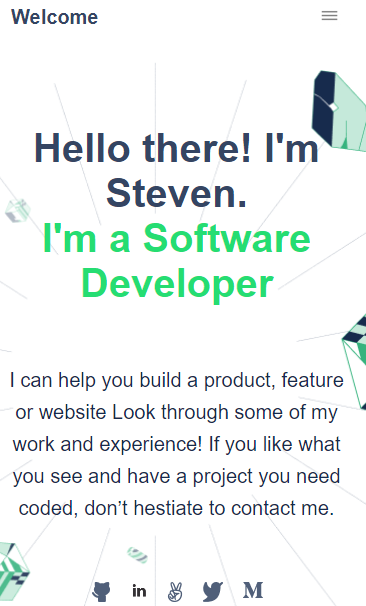 Welcome
Hello there! I'm
Steven.
I'm a Software
Developer
I can help you build a product, feature
or website Look through some of my
work and experience! If you like what
you see and have a project you need
coded, don’t hestiate to contact me.
in
M